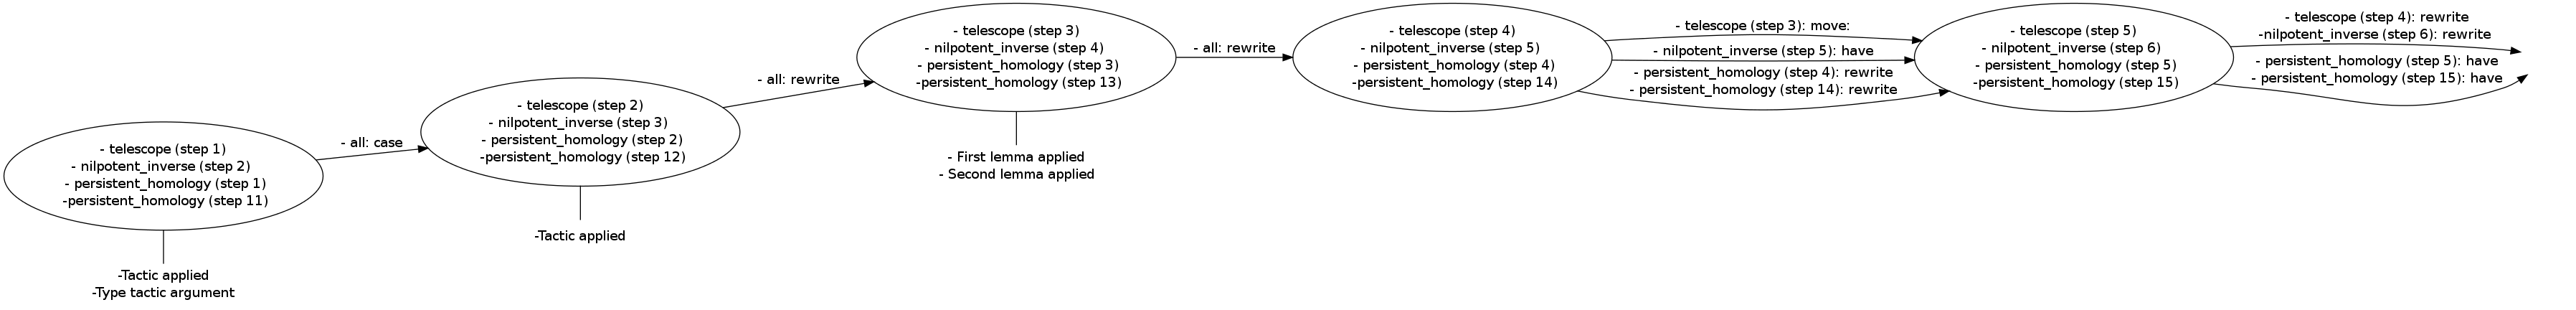 - telescope (step 1)
- nilpotent_inverse (step 2)
- persistent_homology (step 1)
-persistent_homology (step 11)
-Tactic applied
-Type tactic argument
- all: case
- telescope (step 2)
- nilpotent_inverse (step 3)
- persistent_homology (step 2)
-persistent_homology (step 12)
-Tactic applied
- all: rewrite
- telescope (step 3)
- nilpotent_inverse (step 4)
- persistent_homology (step 3)
-persistent_homology (step 13)
- First lemma applied
- Second lemma applied
- all: rewrite
- telescope (step 4)
- nilpotent_inverse (step 5)
- persistent_homology (step 4)
-persistent_homology (step 14)
- telescope (step 3): move:
- nilpotent_inverse (step 5): have
- persistent_homology (step 4): rewrite
- persistent_homology (step 14): rewrite
- telescope (step 5)
- nilpotent_inverse (step 6)
- persistent_homology (step 5)
-persistent_homology (step 15)
- telescope (step 4): rewrite
-nilpotent_inverse (step 6): rewrite
- persistent_homology (step 5): have
- persistent_homology (step 15): have